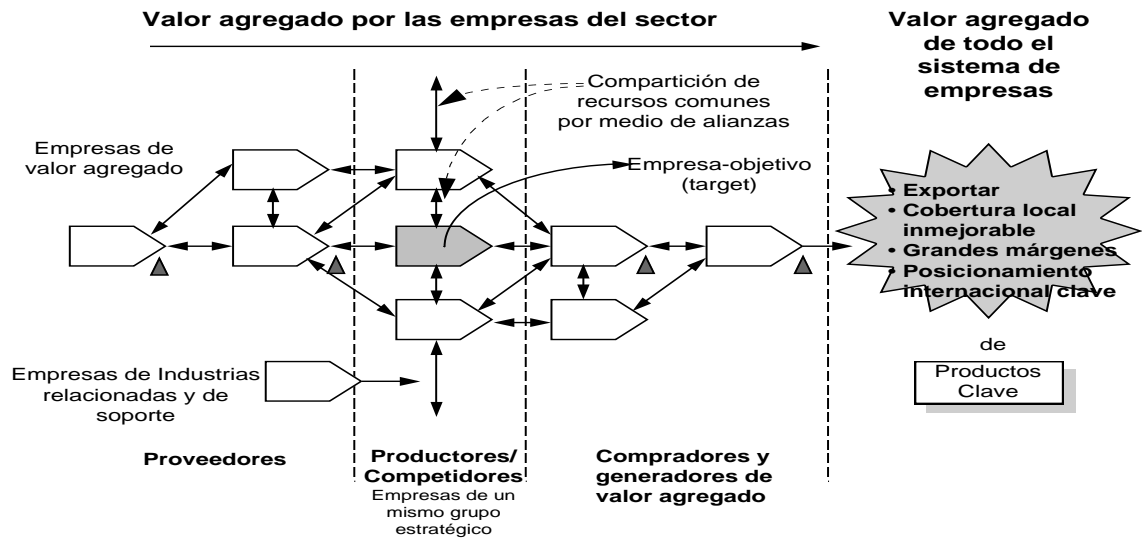 Valor agregado por las empresas del sector
Valor agregado
de todo el
sistema de
empresas
Compartición de
recursos comunes
por medio de alianzas
Empresas de
valor agregado
Empresa-objetivo
(target)
• Exportar
• Cobertura local
inmejorable
• Grandes márgenes
• Posicionamiento
internacional clave
de
Productos
Clave
Empresas de Industrias
relacionadas y de
soporte
Proveedores
Productores/
Competidores
Empresas de un
mismo grupo
estratégico
Compradores y
generadores de
valor agregado